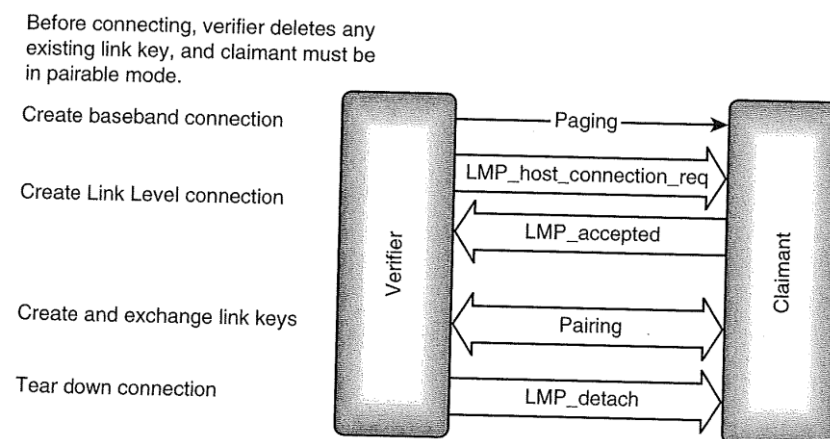 Before connecting, verifier deletes any
existing link key, and claimant must be
in pairable mode.
Create baseband connection
Paging
LMP_host_connection_req
Create Link Level connection
LMP_accepted
Verifier
Claimant
Create and exchange link keys
Pairing
Tear down connection
LMP_detach